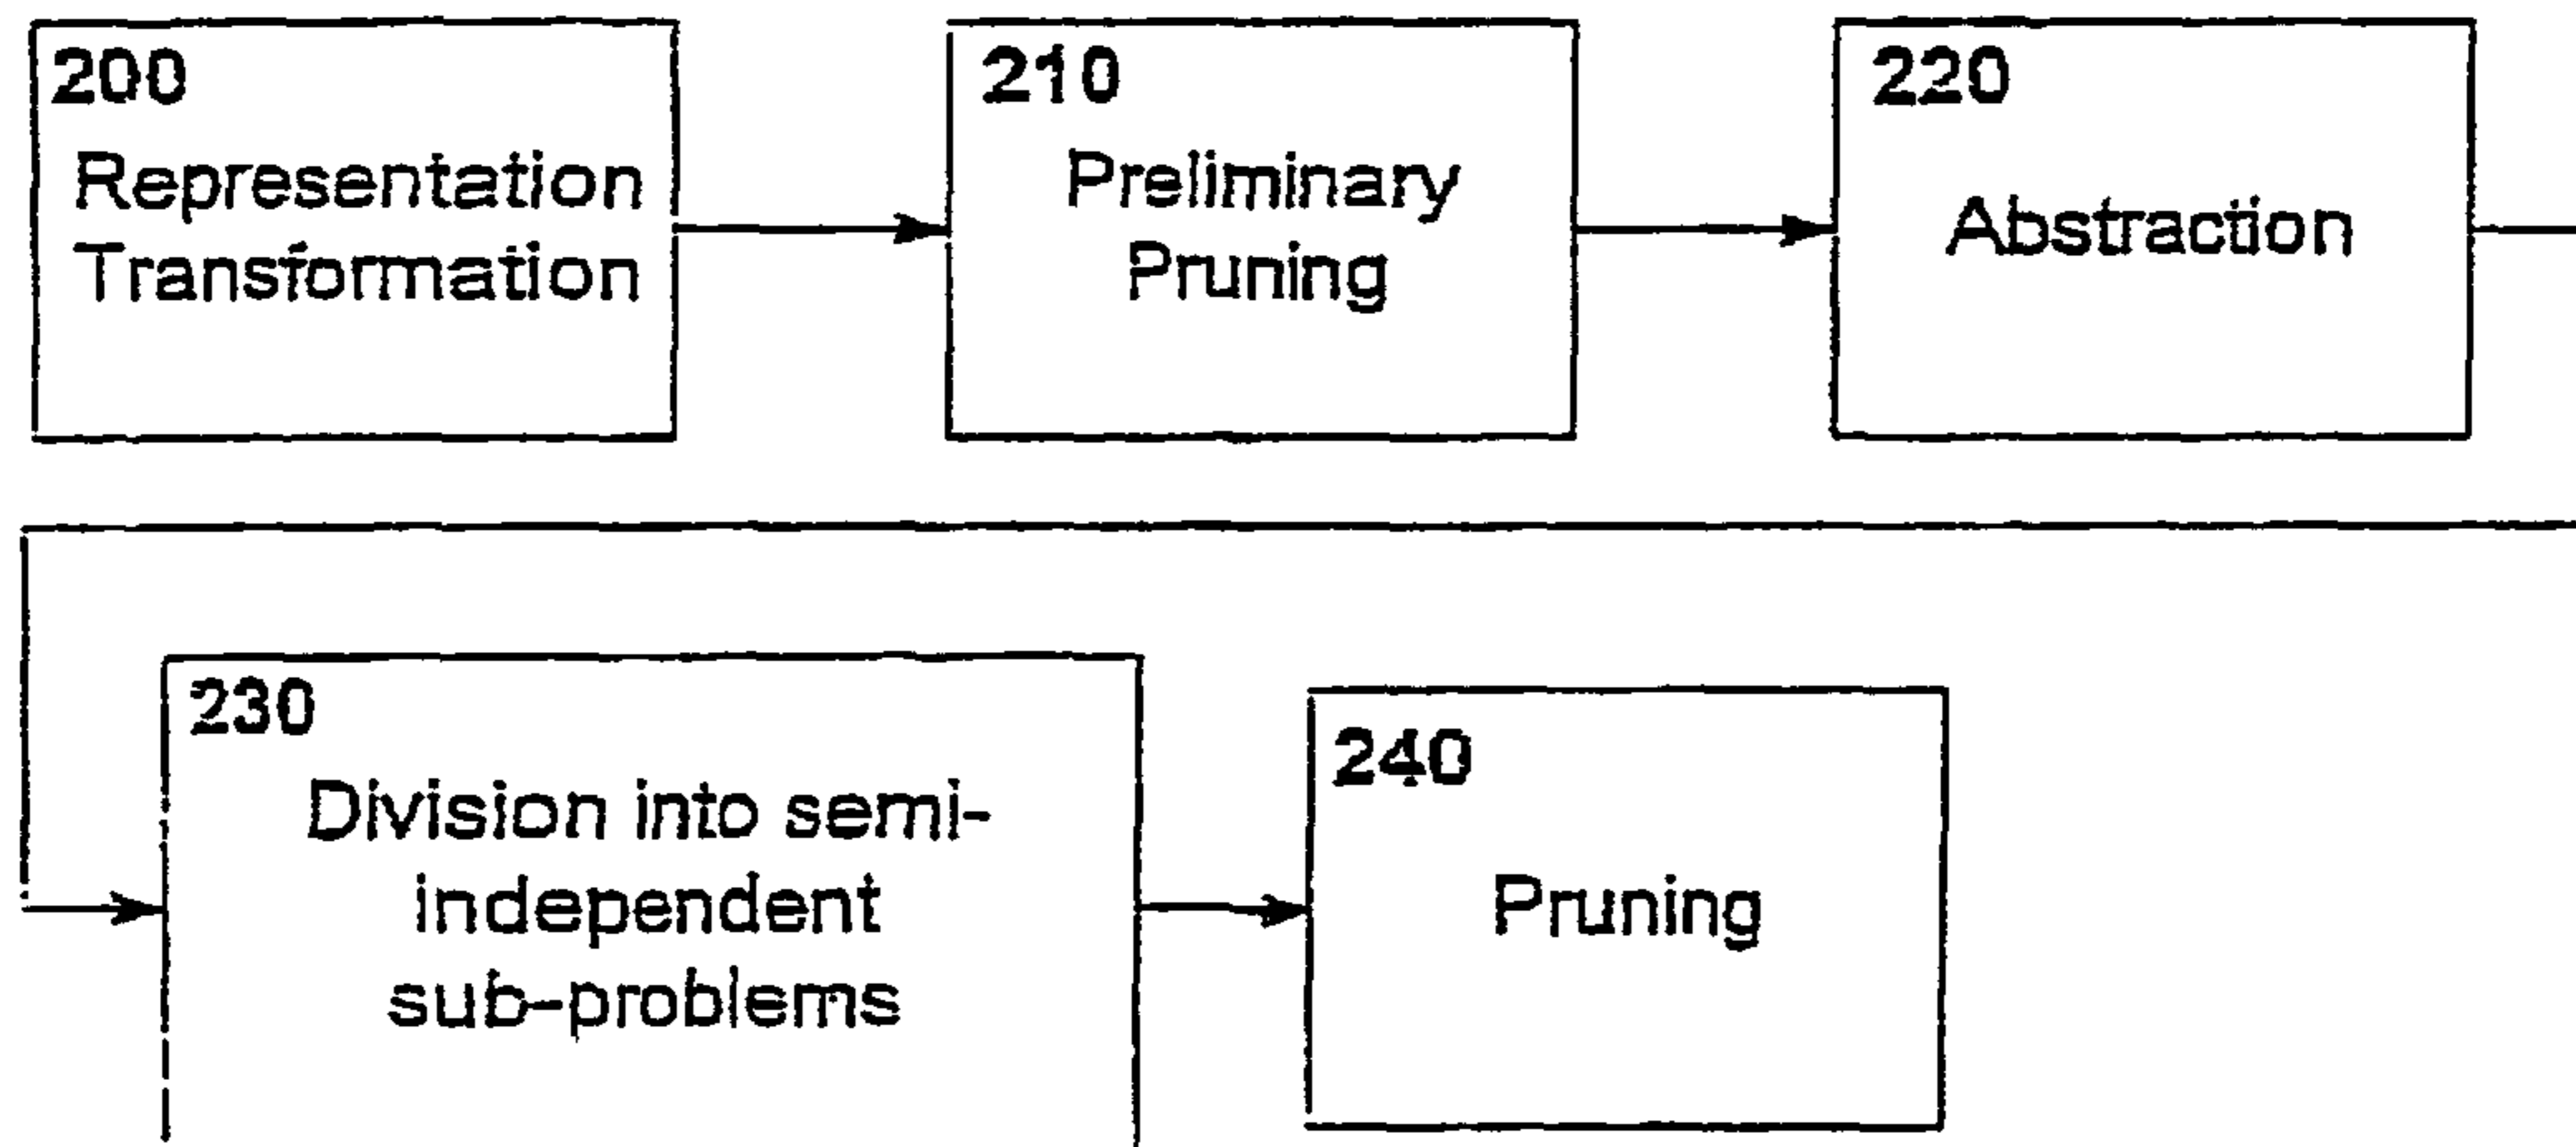 200
Representation
Transformation
210
Preliminary
Pruning
220
Abstraction
230
Division into semi-
independent
sub-problems
240
Pruning